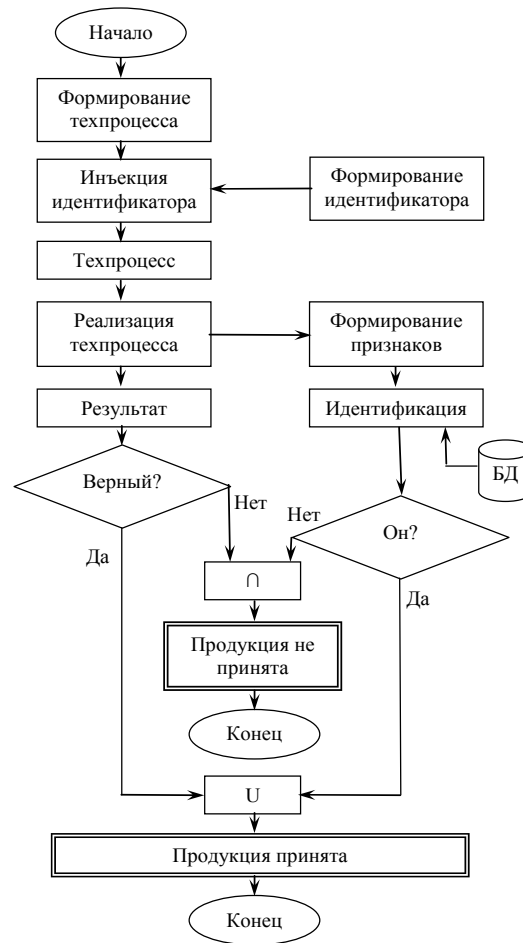 Начало
Формирование
техпроцесса
Инъекция
идентификатора
Формирование
идентификатора
Техпроцесс
Реализация
техпроцесса
Формирование
признаков
Результат
Идентификация
БД
Верный?
Нет
Нет
Он?
Да
∩
Да
Продукция не
принята
Конец
U
Продукция принята
Конец